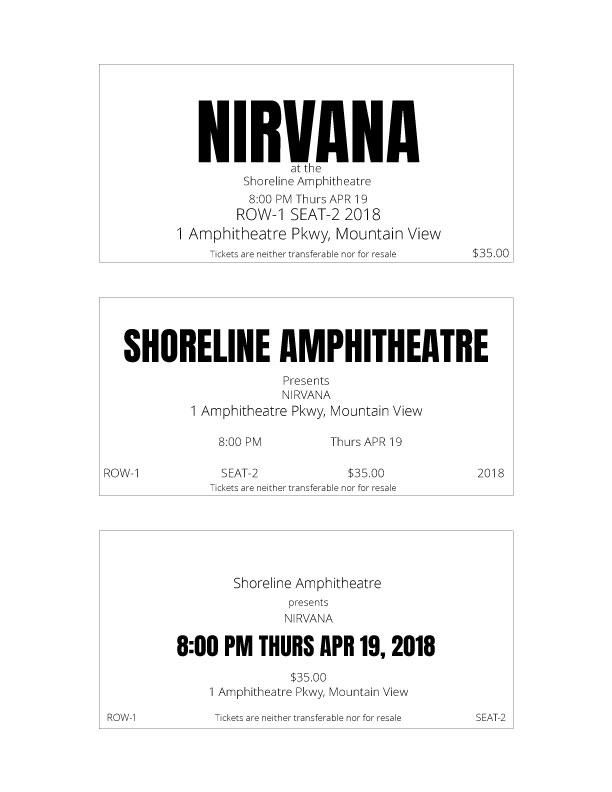 NIRVANA
at the
Shoreline Amphitheatre
8:00 PM Thurs APR 19
ROW-1 SEAT-2 2018
1 Amphitheatre Pkwy, Mountain View
Tickets are neither transferable nor for resale
$35.00
SHORELINE AMPHITHEATRE
Presents
NIRVANA
1 Amphitheatre Pkwy, Mountain View
8:00 PM Thurs APR 19
ROW-1 SEAT-2 $35.00 2018
Tickets are neither transferable nor for resale
Shoreline Amphitheatre
presents
NIRVANA
8:00 PM THURS APR 19, 2018
$35.00
1 Amphitheatre Pkwy, Mountain View
ROW-1 Tickets are neither transferable nor for resale SEAT-2